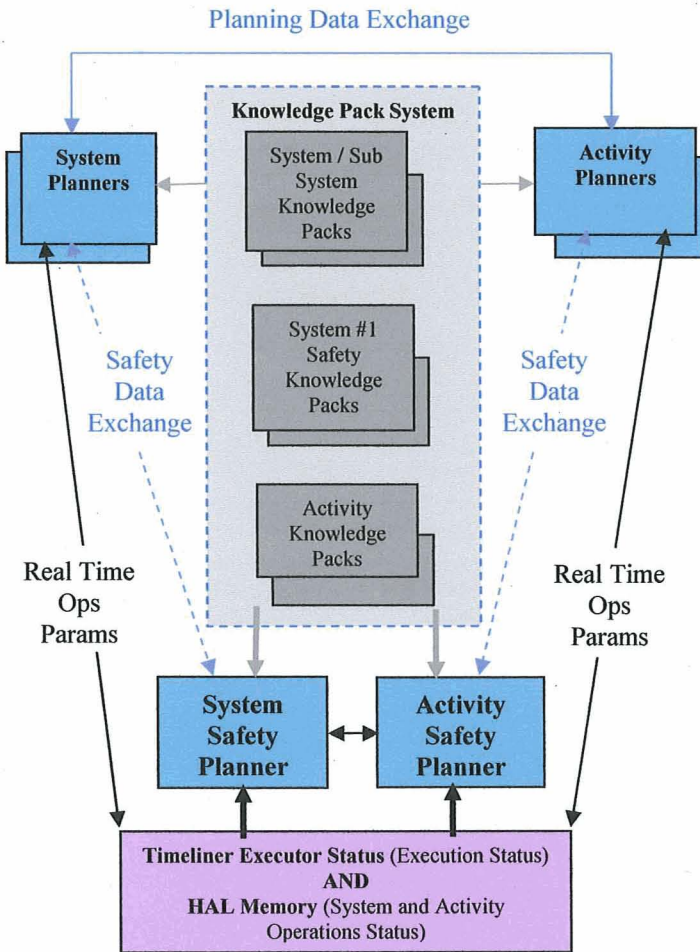 Planning Data Exchange
Knowledge Pack System
System
Planners
System / Sub
System
Knowledge
Packs
Activity
Planners
System #1
Safety
Knowledge
Packs
Safety
Data
Exchange
Safety
Data
Exchange
Activity
Knowledge
Packs
Real Time
Ops
Params
Real Time
Ops
Params
System
Safety
Planner
Activity
Safety
Planner
Timeliner Executor Status (Execution Status)
AND
HAL Memory (System and Activity
Operations Status)